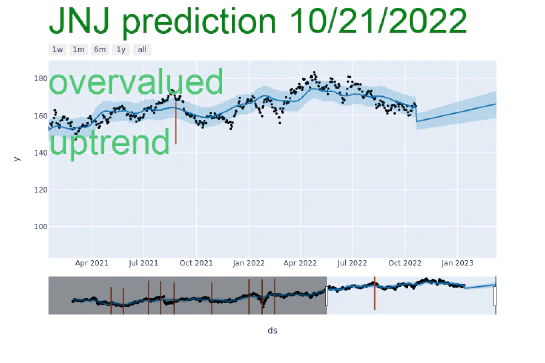 JNJ prediction 10/21/2022
1w 1m 6m 1y all
overvalued
180
160
uptrend
140
y
120
100
Apr 2021 Jul 2021 Oct 2021 Jan 2022 Apr 2022 Jul 2022 Oct 2022 Jan 2023
ds